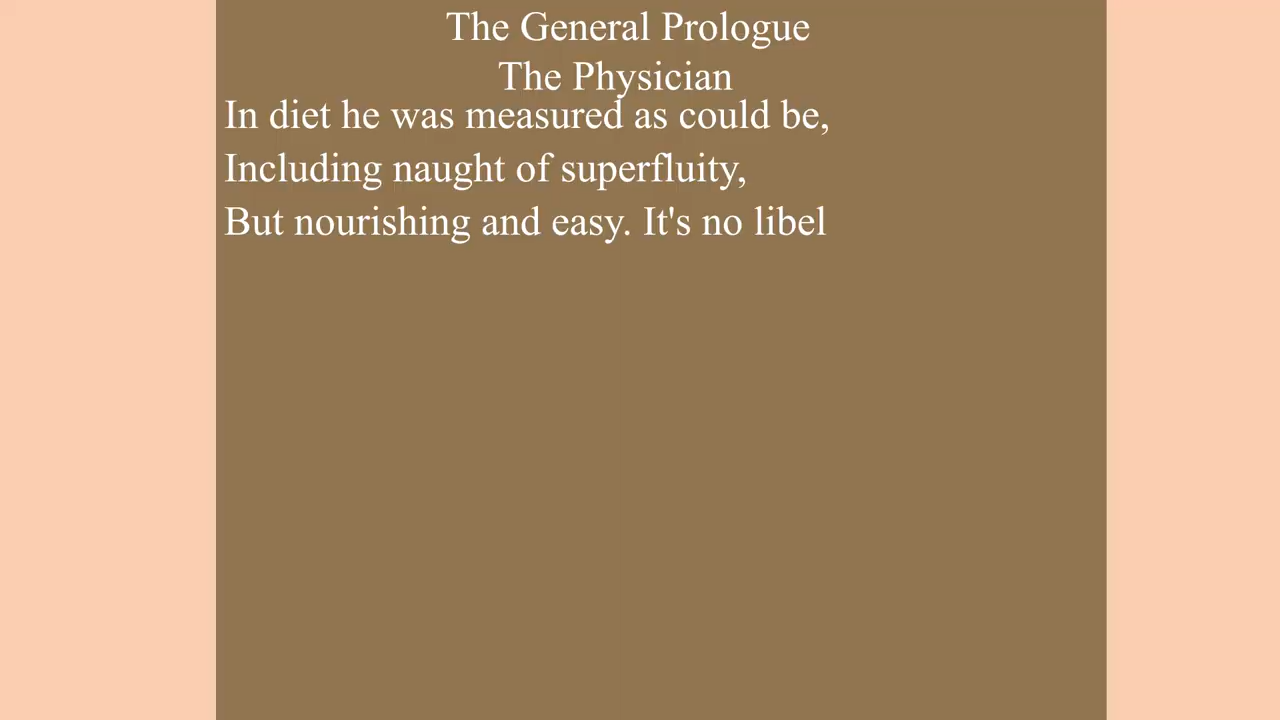 The General Prologue
The Physician
In diet he was measured as could be,
Including naught of superfluity,
But nourishing and easy. It's no libel